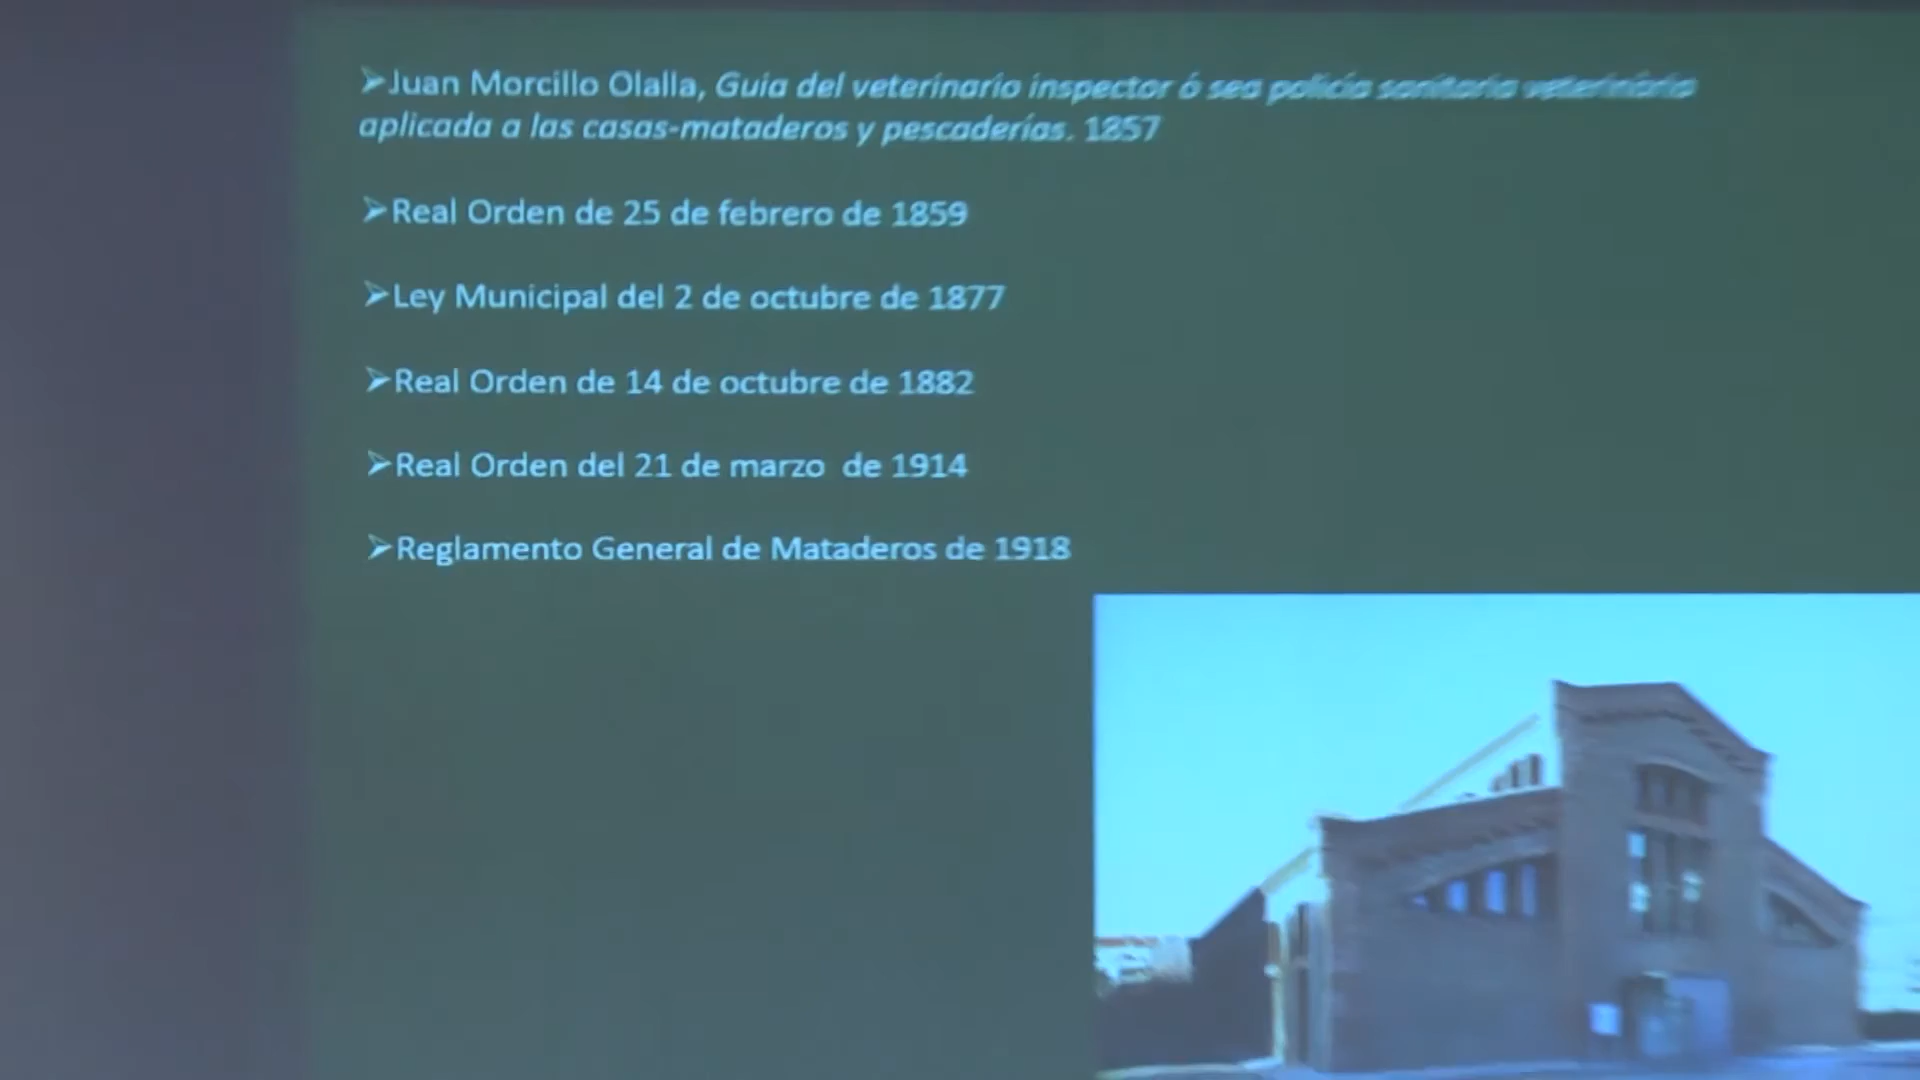 ➢Juan Morcillo Olalla, Guia del veterinario inspector ó sea policía sanitaria veterinaria
aplicada a las casas-mataderos y pescaderías. 1857
➢Real Orden de 25 de febrero de 1859
➢Ley Municipal del 2 de octubre de 1877
➢Real Orden de 14 de octubre de 1882
➢Real Orden del 21 de marzo de 1914
➢Reglamento General de Mataderos de 1918